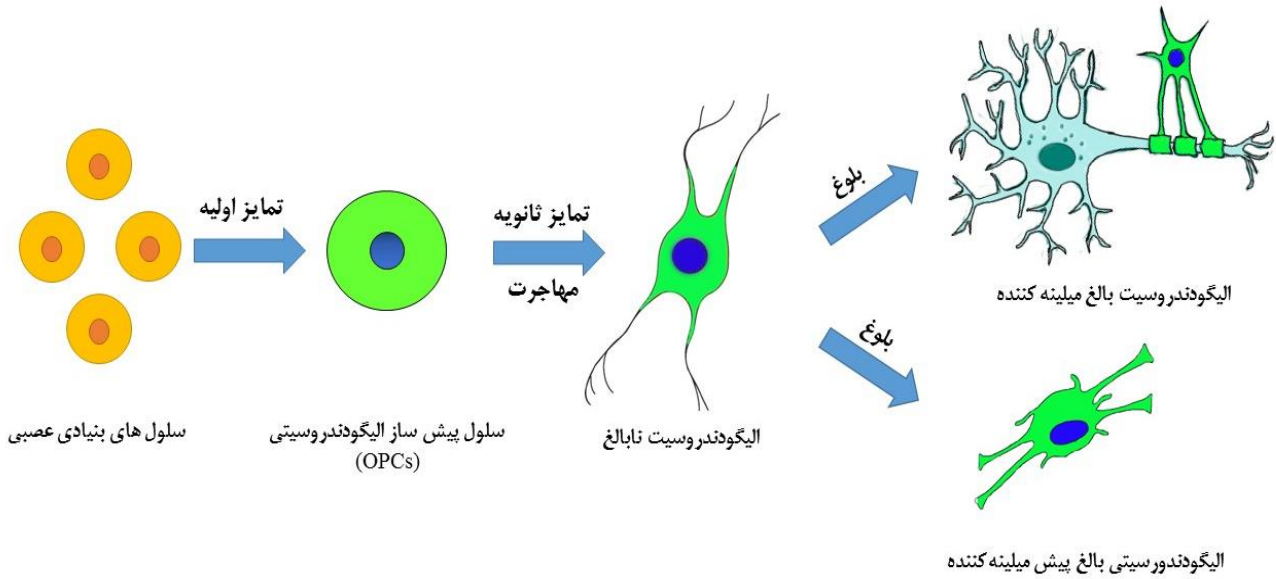 تمایز اولیه
تمایز ثانویه
مهاجرت
بلوغ
بلوغ
سلول های بنیادی عصبی
سلول پیش ساز الیگودندروسیتی
(OPCs)
الیگودندروسیت نابالغ
الیگودندروسیت بالغ میلینه کننده
الیگودندورسیتی بالغ پیش میلینه کننده